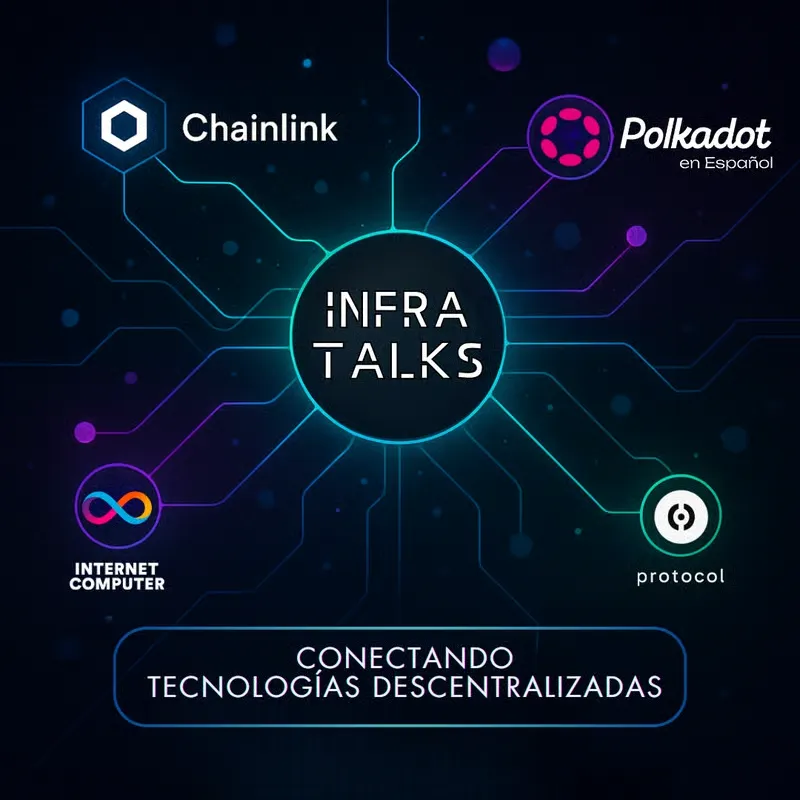 Chainlink
Polkadot
en Español
INFRA
TALKS
INTERNET
COMPUTER
protocol
CONECTANDO
TECNOLOGÍAS DESCENTRALIZADAS